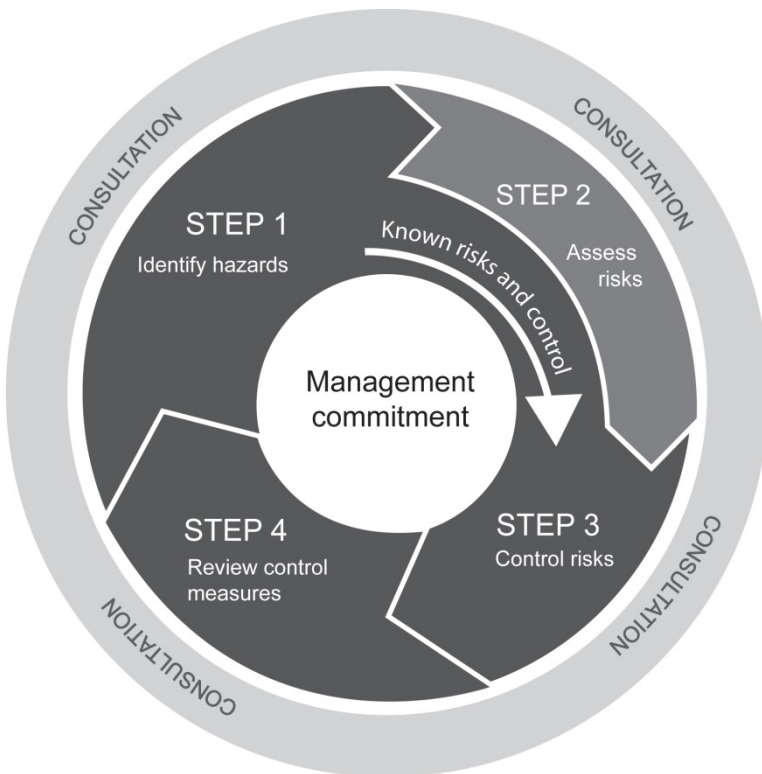 CONSULTATION
CONSULTATION
STEP 1
Identify hazards
STEP 2
Assess
risks
Known risks and control
Management
commitment
STEP 3
Control risks
STEP 4
Review control
measures
CONSULTATION
CONSULTATION